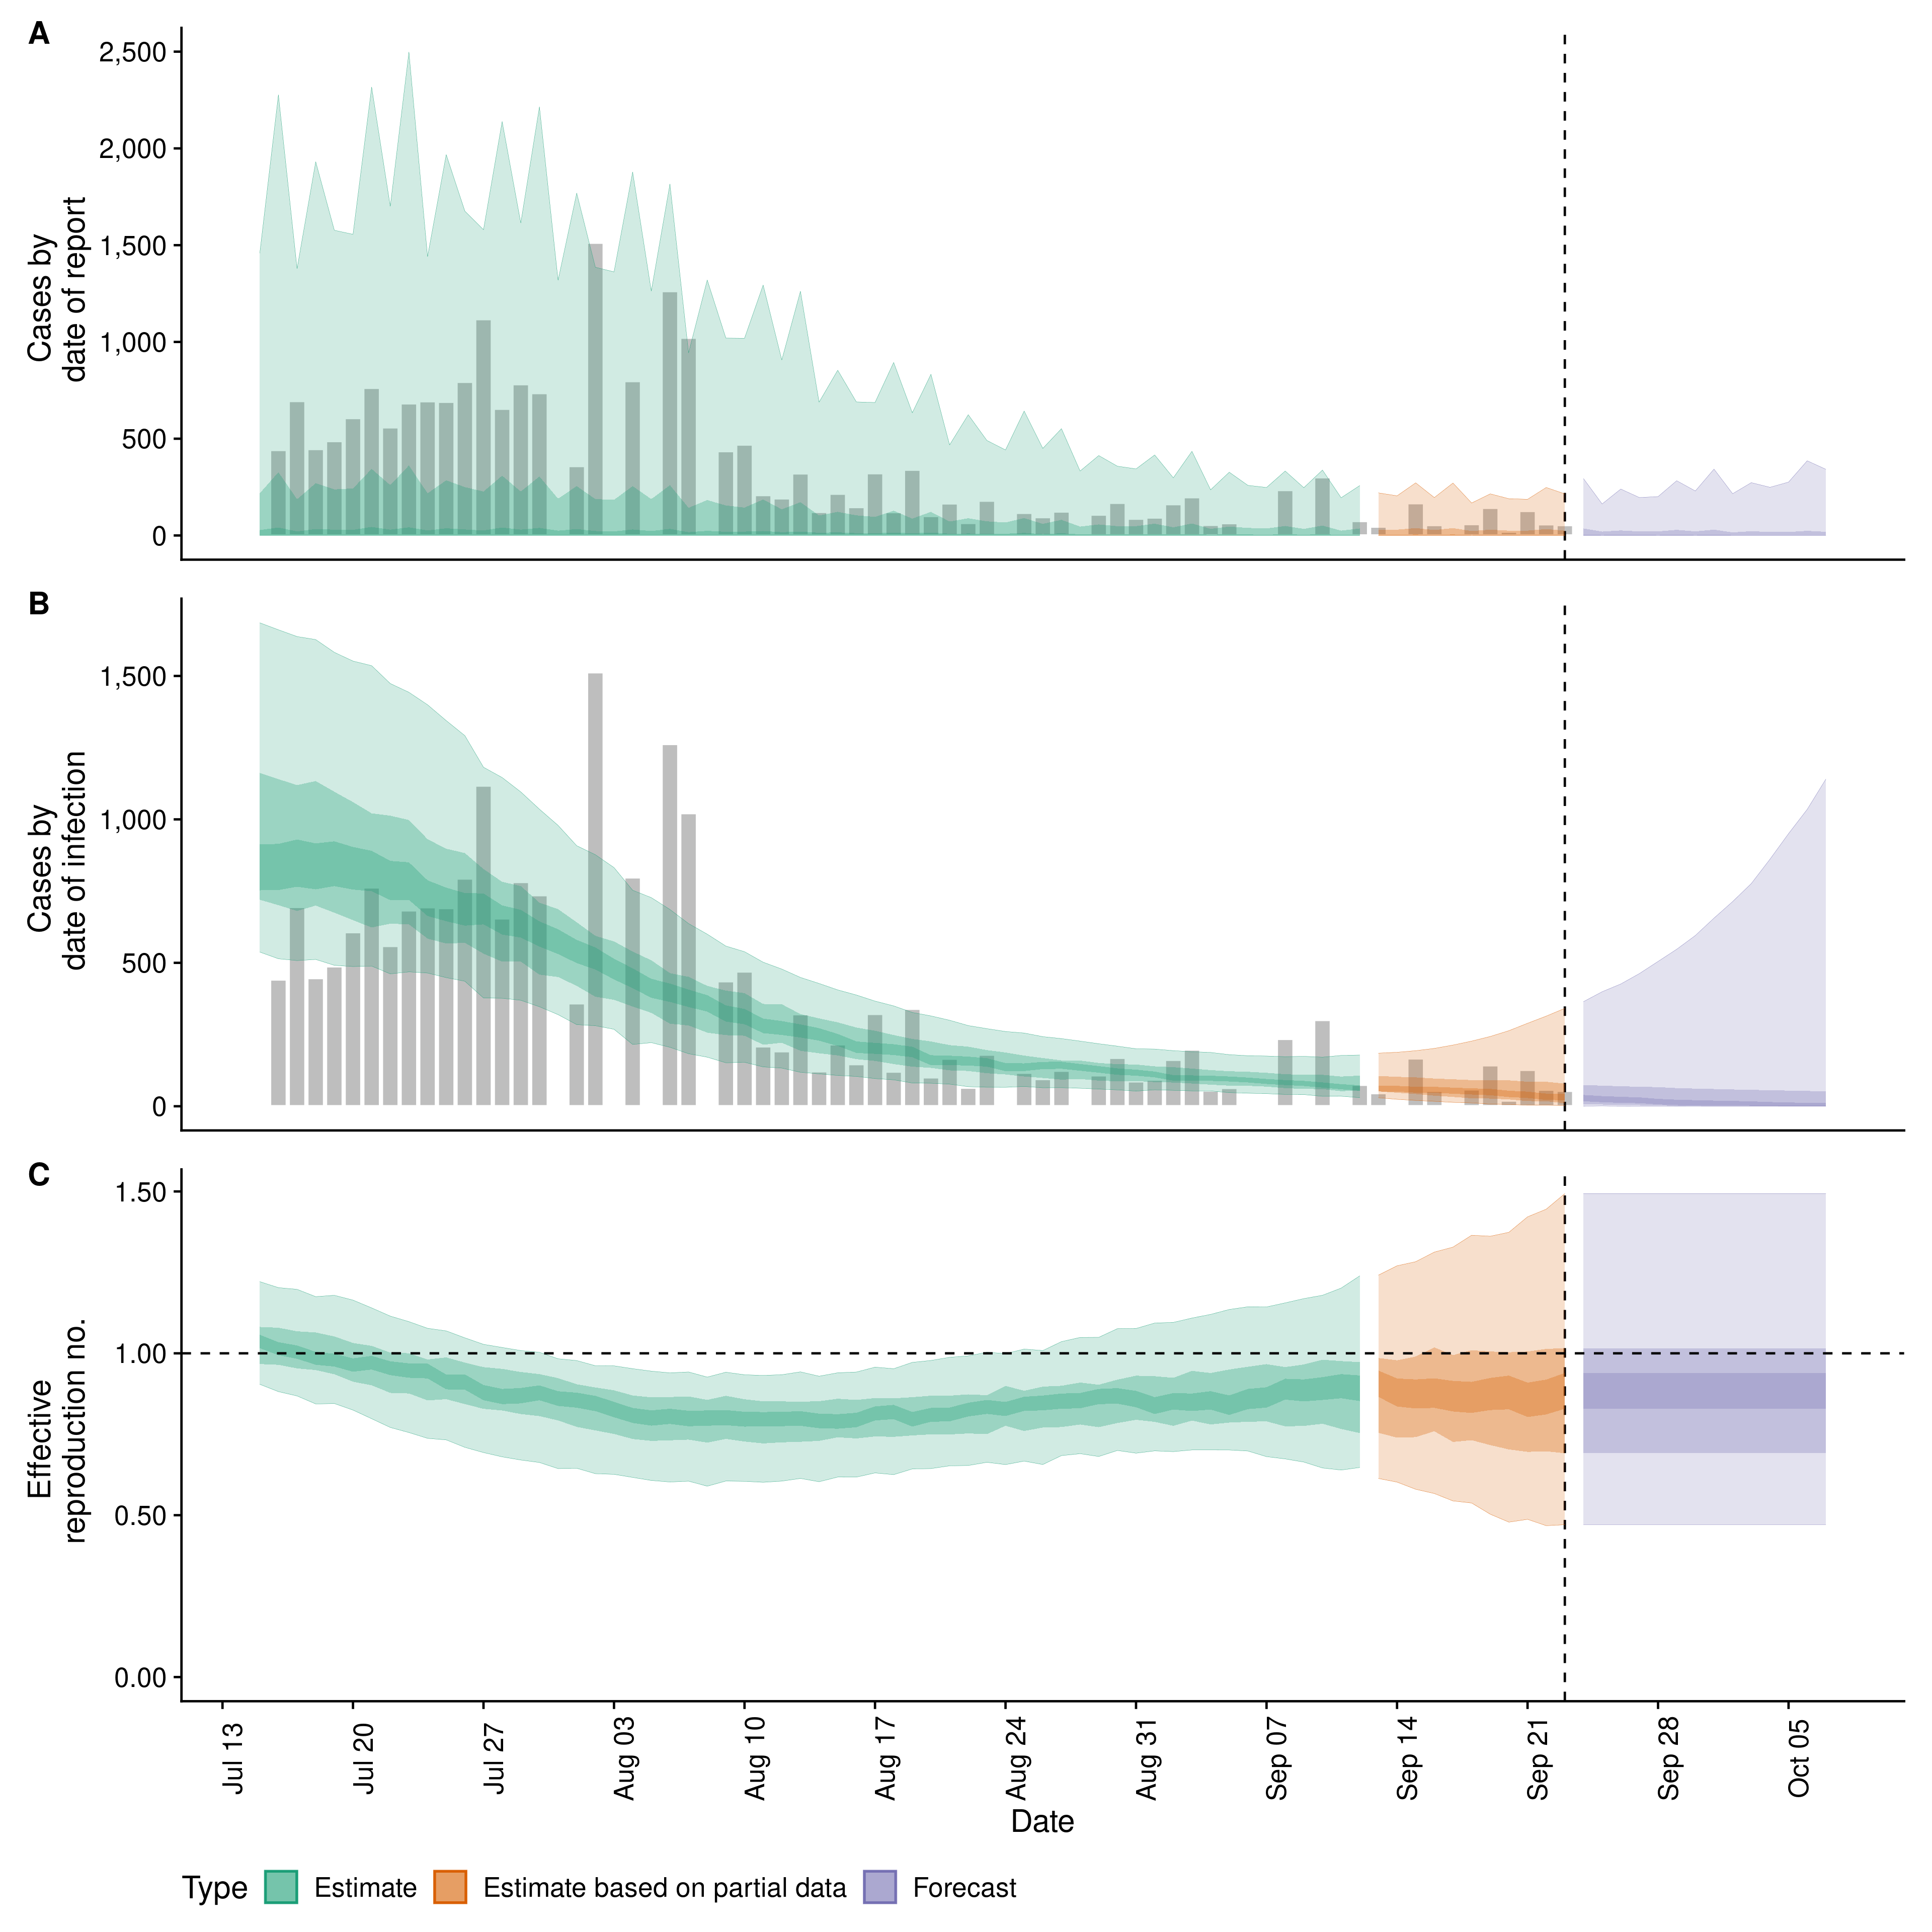 A
Cases by
date of report
2,500
2,000
1,500
1,000
500
0
B
Cases by
date of infection
1,500
1,000
500
0
C
Effective
reproduction no.
1.50
1.00
0.50
0.00
Jul 13
Jul 20
Jul 27
Aug 03
Aug 10
Aug 17
Aug 24
Aug 31
Sep 07
Sep 14
Sep 21
Sep 28
Oct 05
Date
Type Estimate Estimate based on partial data Forecast